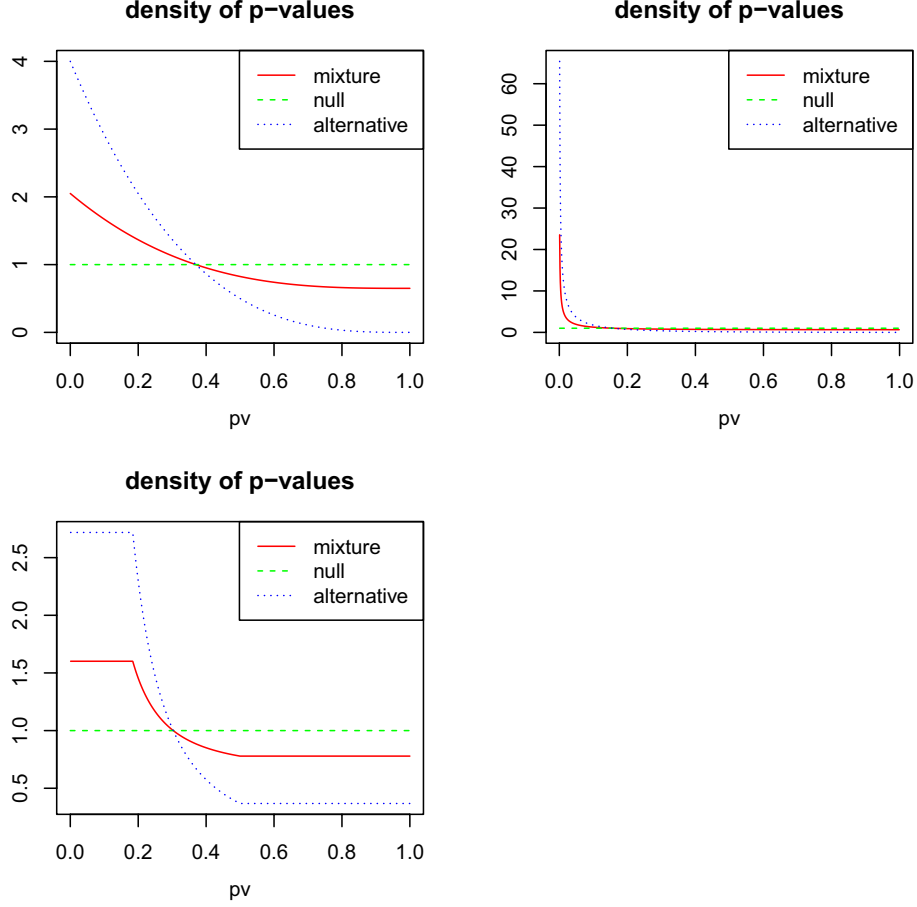 density of p−values
mixture
null
alternative
0 1 2 3 4
0.0 0.2 0.4 0.6 0.8 1.0
pv
density of p−values
mixture
null
alternative
0 10 20 30 40 50 60
0.0 0.2 0.4 0.6 0.8 1.0
pv
density of p−values
mixture
null
alternative
0.5 1.0 1.5 2.0 2.5
0.0 0.2 0.4 0.6 0.8 1.0
pv